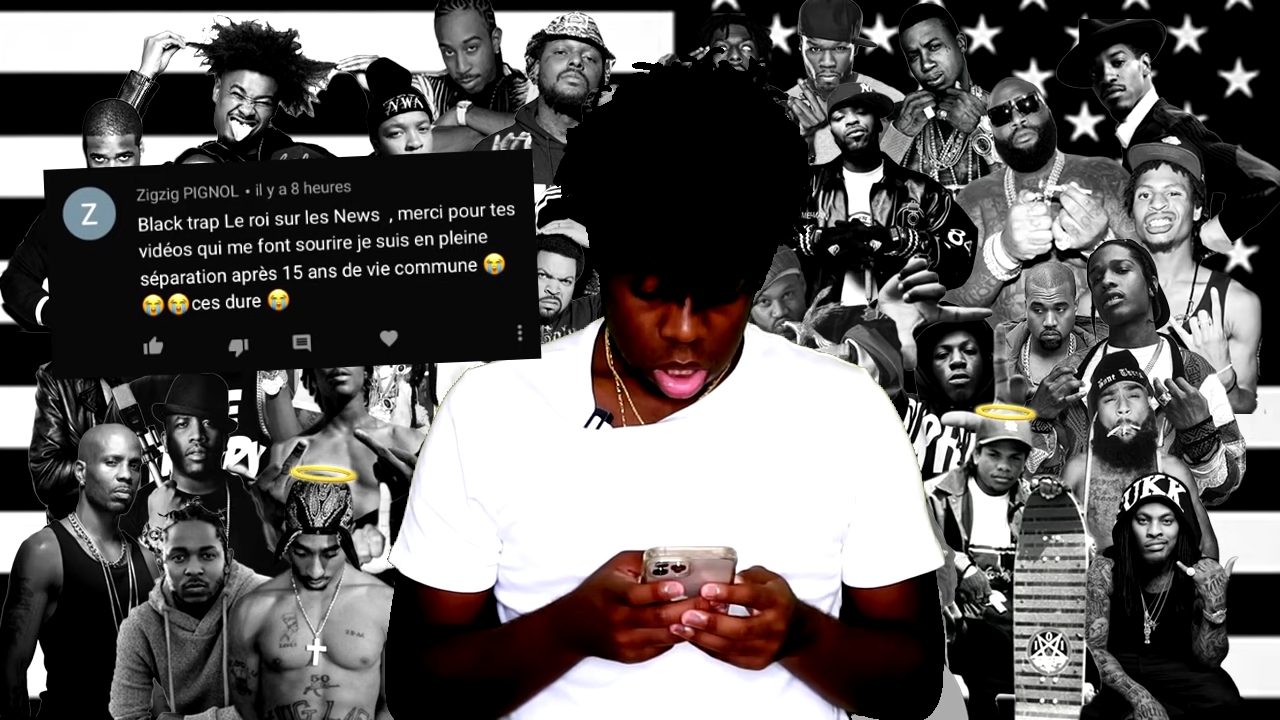 NWA
Z
Zigzig PIGNOL • il y a 8 heures
Black trap Le roi sur les News , merci pour tes
vidéos qui me font sourire je suis en pleine
séparation après 15 ans de vie commune 😭
😭😭ces dure 😭
UKK